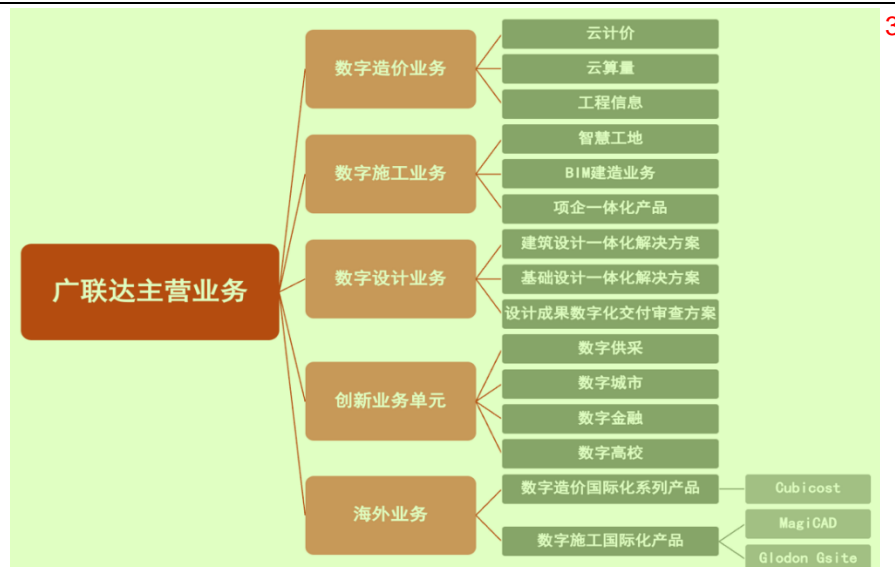 3
广联达主营业务
数字造价业务
云计价
云算量
工程信息
数字施工业务
智慧工地
BIM建造业务
项企一体化产品
数字设计业务
建筑设计一体化解决方案
基础设计一体化解决方案
设计成果数字化交付审查方案
创新业务单元
数字供采
数字城市
数字金融
数字高校
海外业务
数字造价国际化系列产品
Cubicost
数字施工国际化产品
MagiCAD
Glodon Gsite